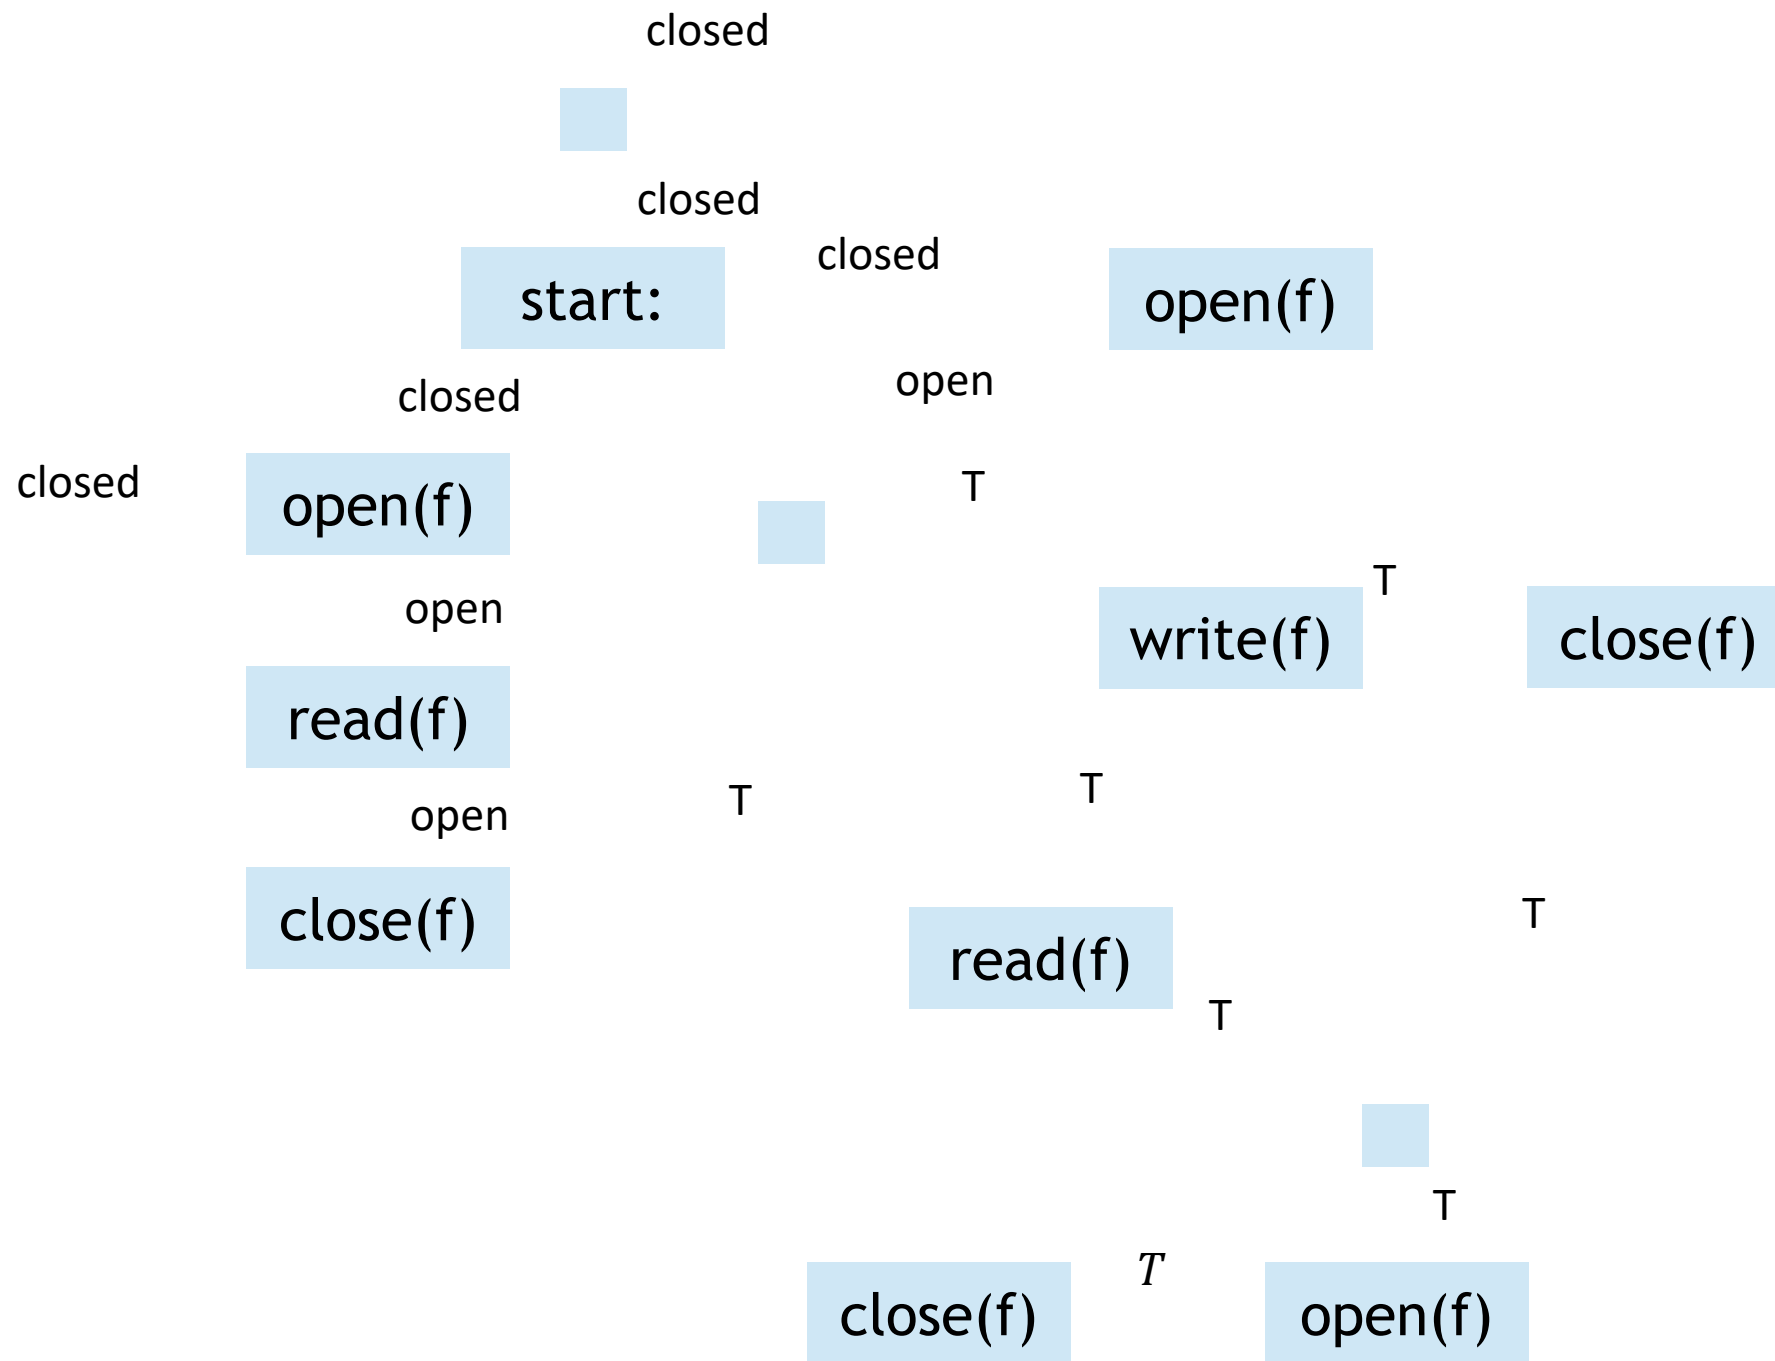 closed
closed
closed
start:
open(f)
open
closed
closed
open(f)
T
T
open
write(f)
close(f)
read(f)
T
T
open
close(f)
T
read(f)
T
T
T
close(f)
open(f)